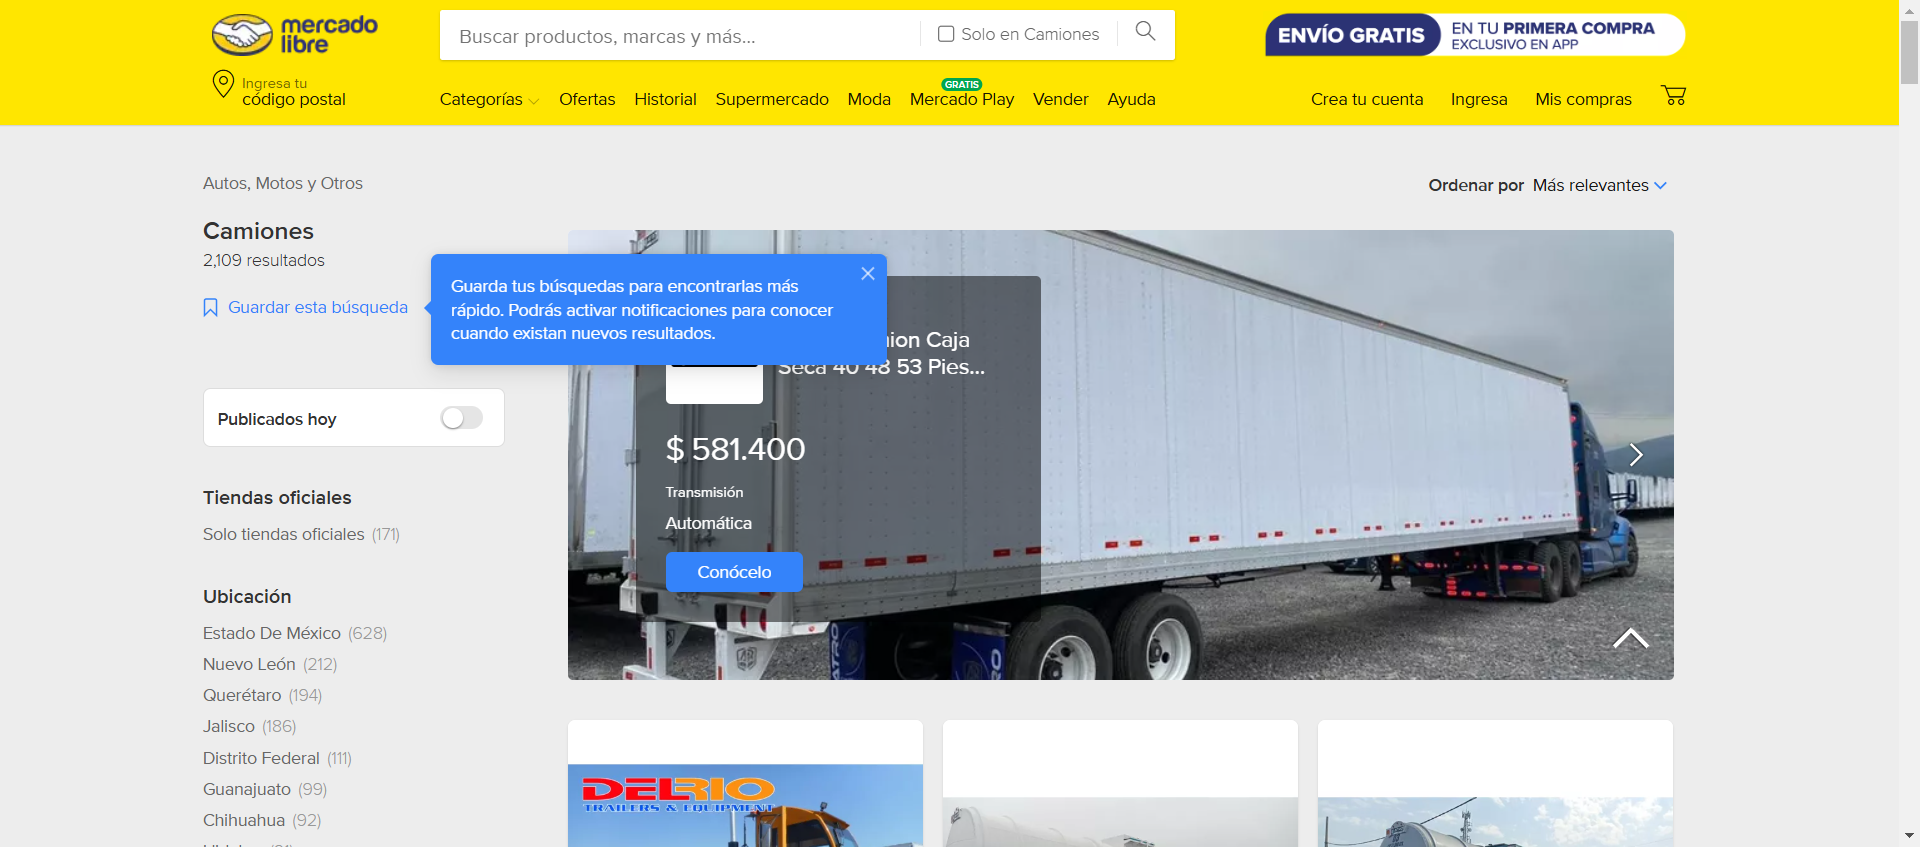 mercado
libre
Buscar productos, marcas y más...
Solo en Camiones
ENVÍO GRATIS
EN TU PRIMERA COMPRA
EXCLUSIVO EN APP
Ingresa tu
código postal
Categorías
Ofertas
Historial
Supermercado
Moda
GRATIS
Mercado Play
Vender
Ayuda
Crea tu cuenta
Ingresa
Mis compras
Autos, Motos y Otros
Ordenar por Más relevantes
Camiones
2,109 resultados
Guardar esta búsqueda
Guarda tus búsquedas para encontrarlas más
rápido. Podrás activar notificaciones para conocer
cuando existan nuevos resultados.
Caja
Seca 40 48 53 Pies...
$ 581.400
Transmisión
Automática
Conócelo
Publicados hoy
Tiendas oficiales
Solo tiendas oficiales (171)
Ubicación
Estado De México (628)
Nuevo León (212)
Querétaro (194)
Jalisco (186)
Distrito Federal (111)
Guanajuato (99)
Chihuahua (92)
DELRIO
TRAILERS & EQUIPMENT